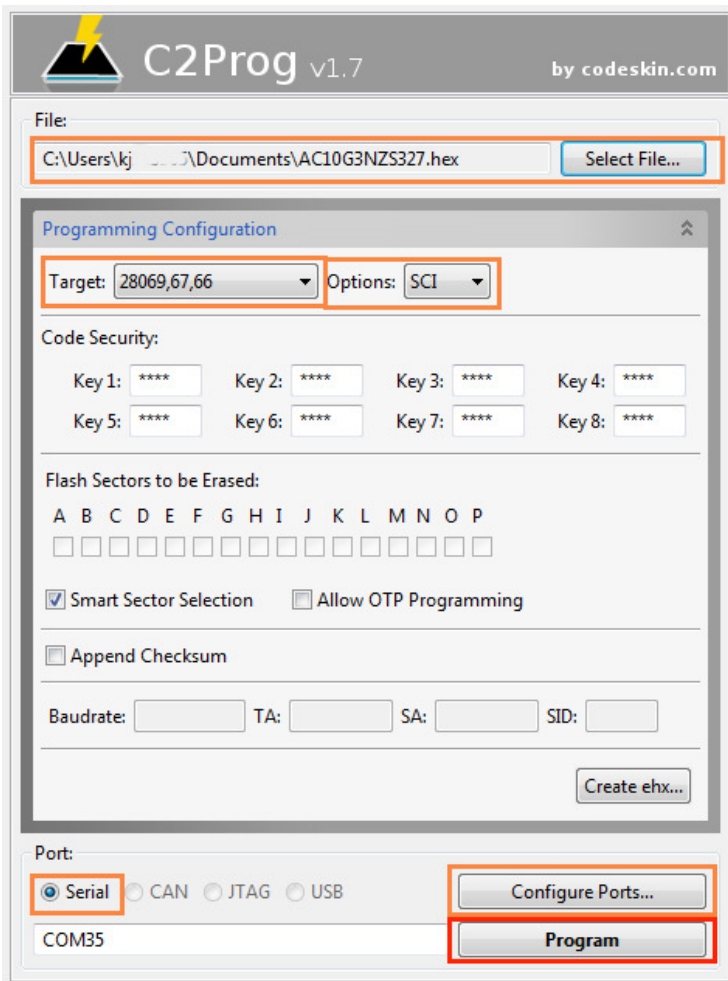 C2Prog v1.7 by codeskin.com
File:
C:\Users\kj \Documents\AC10G3NZS327.hex Select File...
Programming Configuration
Target: 28069,67,66 Options: SCI
Code Security:
Key 1: **** Key 2: **** Key 3: **** Key 4: ****
Key 5: **** Key 6: **** Key 7: **** Key 8: ****
Flash Sectors to be Erased:
A B C D E F G H I J K L M N O P
Smart Sector Selection Allow OTP Programming
Append Checksum
Baudrate: TA: SA: SID:
Create ehx...
Port:
Serial CAN JTAG USB Configure Ports...
COM35 Program